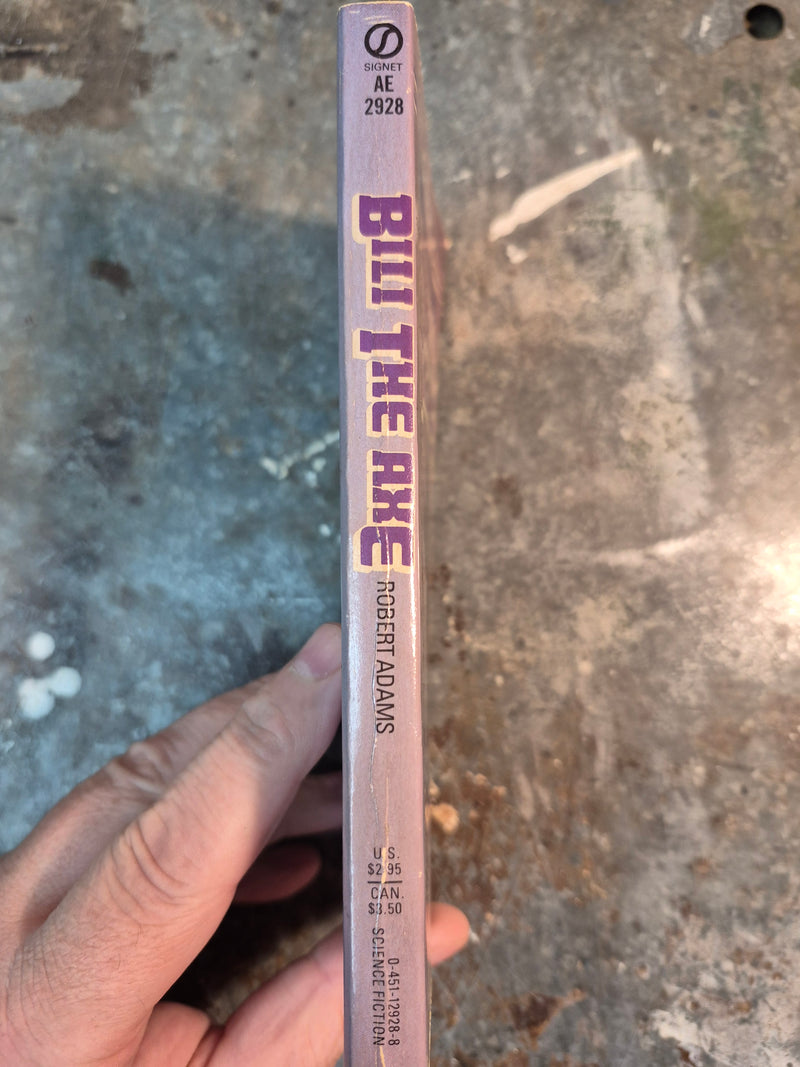 SIGNET
AE
2928
BILI THE AXE
ROBERT ADAMS
U.S.
$2.95
CAN.
$3.50
0-451-12928-8
SCIENCE FICTION